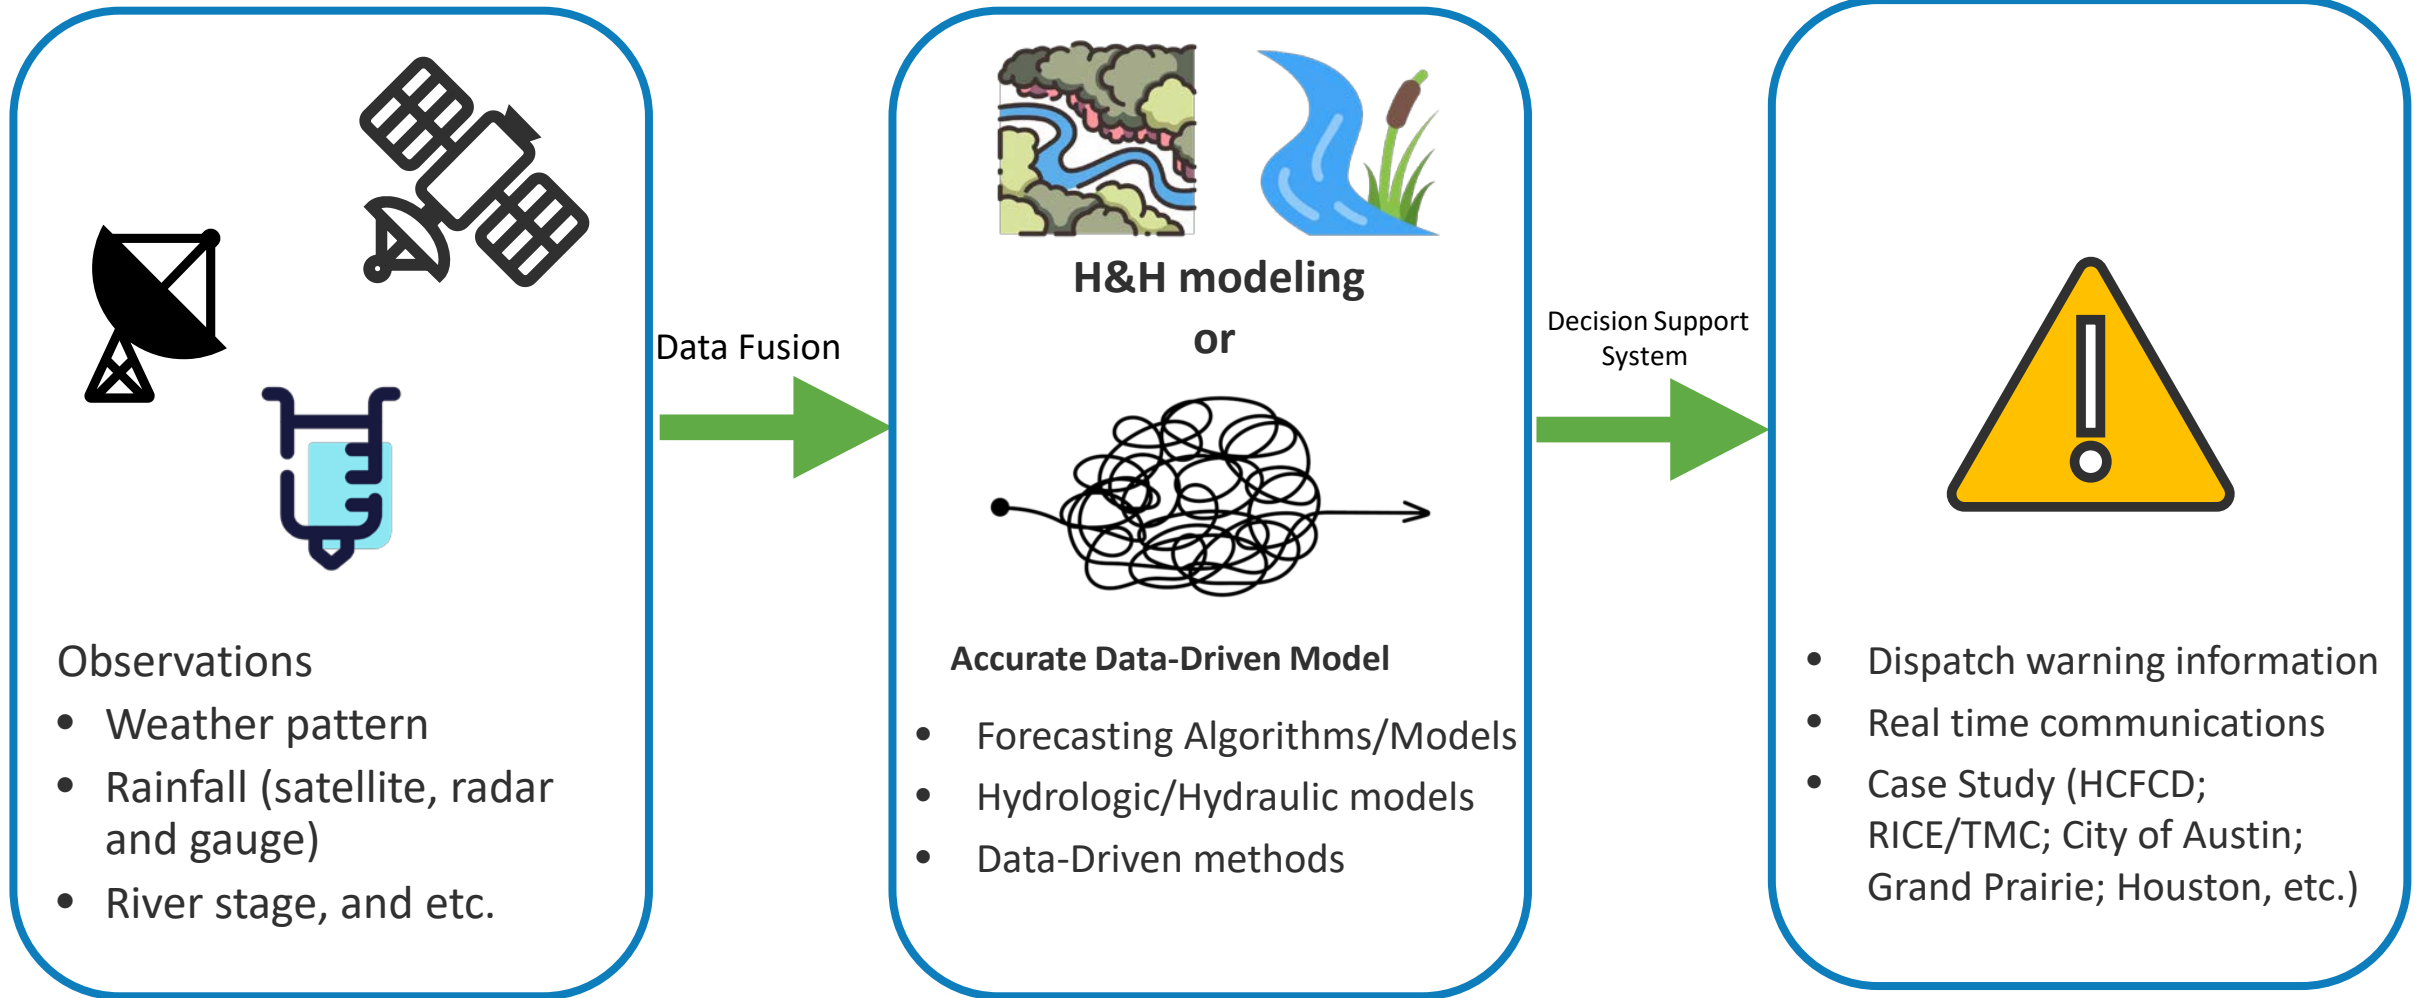 Observations
• Weather pattern
• Rainfall (satellite, radar
and gauge)
• River stage, and etc.
Data Fusion
H&H modeling
or
Accurate Data-Driven Model
• Forecasting Algorithms/Models
• Hydrologic/Hydraulic models
• Data-Driven methods
Decision Support
System
• Dispatch warning information
• Real time communications
• Case Study (HCFCD;
RICE/TMC; City of Austin;
Grand Prairie; Houston, etc.)